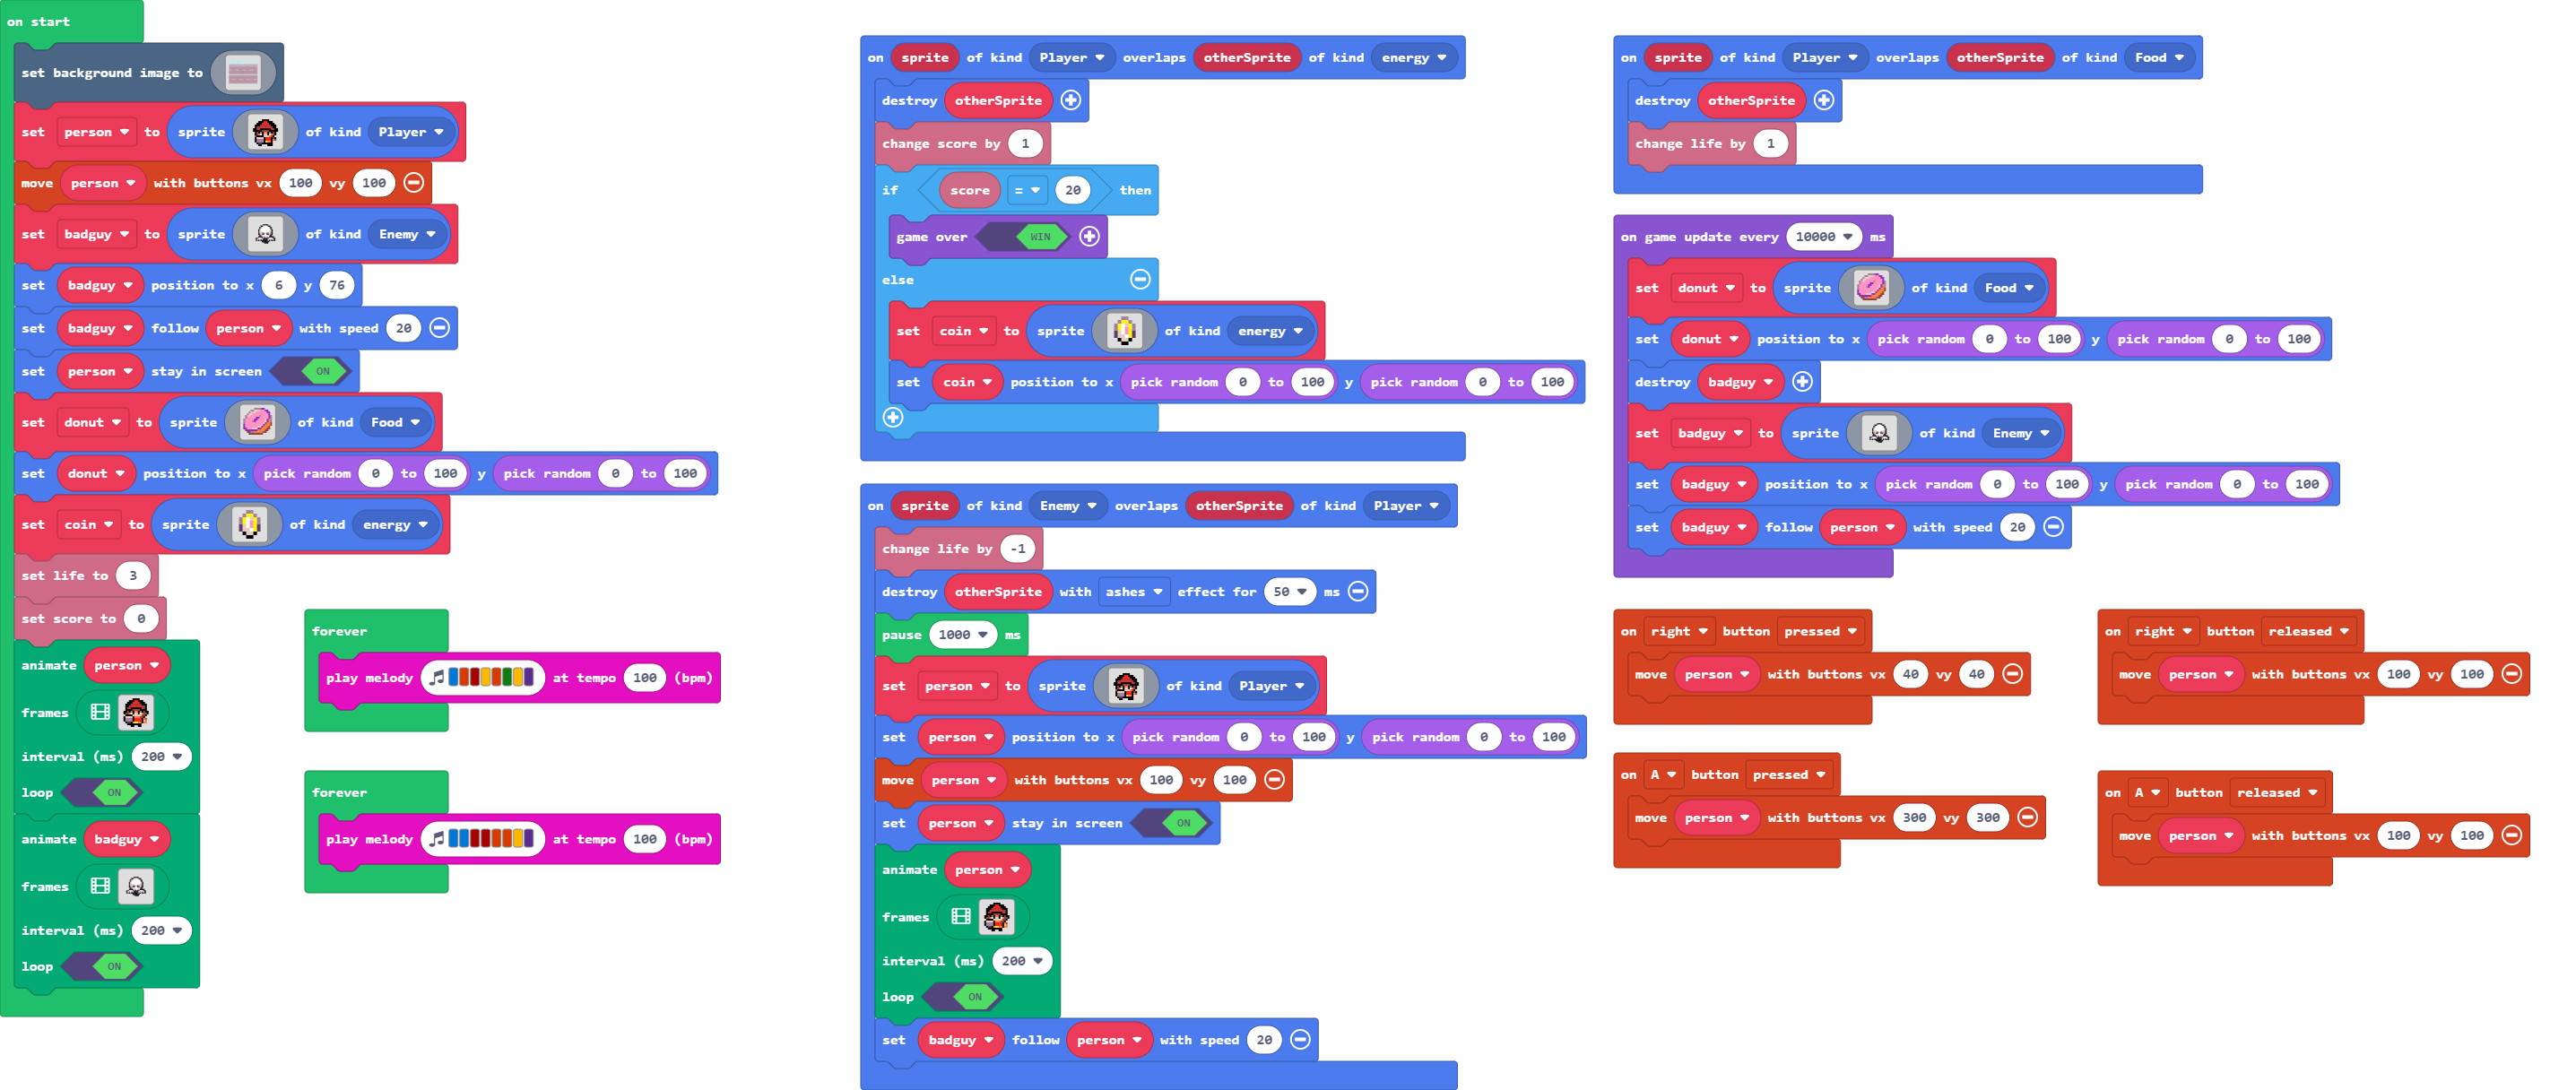 on start
set background image to
set person to sprite of kind Player
move person with buttons vx 100 vy 100
set badguy to sprite of kind Enemy
set badguy position to x 6 y 76
set badguy follow person with speed 20
set person stay in screen ON
set donut to sprite of kind Food
set donut position to x pick random 0 to 100 y pick random 0 to 100
set coin to sprite of kind energy
set life to 3
set score to 0
animate person
frames
interval (ms) 200
loop ON
animate badguy
frames
interval (ms) 200
loop ON
forever
play melody at tempo 100 (bpm)
forever
play melody at tempo 100 (bpm)
on sprite of kind Player overlaps otherSprite of kind energy
destroy otherSprite
change score by 1
if score = 20 then
game over WIN
else
set coin to sprite of kind energy
set coin position to x pick random 0 to 100 y pick random 0 to 100
on sprite of kind Enemy overlaps otherSprite of kind Player
change life by -1
destroy otherSprite with ashes effect for 50 ms
pause 1000 ms
set person to sprite of kind Player
set person position to x pick random 0 to 100 y pick random 0 to 100
move person with buttons vx 100 vy 100
set person stay in screen ON
animate person
frames
interval (ms) 200
loop ON
set badguy follow person with speed 20
on sprite of kind Player overlaps otherSprite of kind Food
destroy otherSprite
change life by 1
on game update every 10000 ms
set donut to sprite of kind Food
set donut position to x pick random 0 to 100 y pick random 0 to 100
destroy badguy
set badguy to sprite of kind Enemy
set badguy position to x pick random 0 to 100 y pick random 0 to 100
set badguy follow person with speed 20
on right button pressed
move person with buttons vx 40 vy 40
on right button released
move person with buttons vx 100 vy 100
on A button pressed
move person with buttons vx 300 vy 300
on A button released
move person with buttons vx 100 vy 100